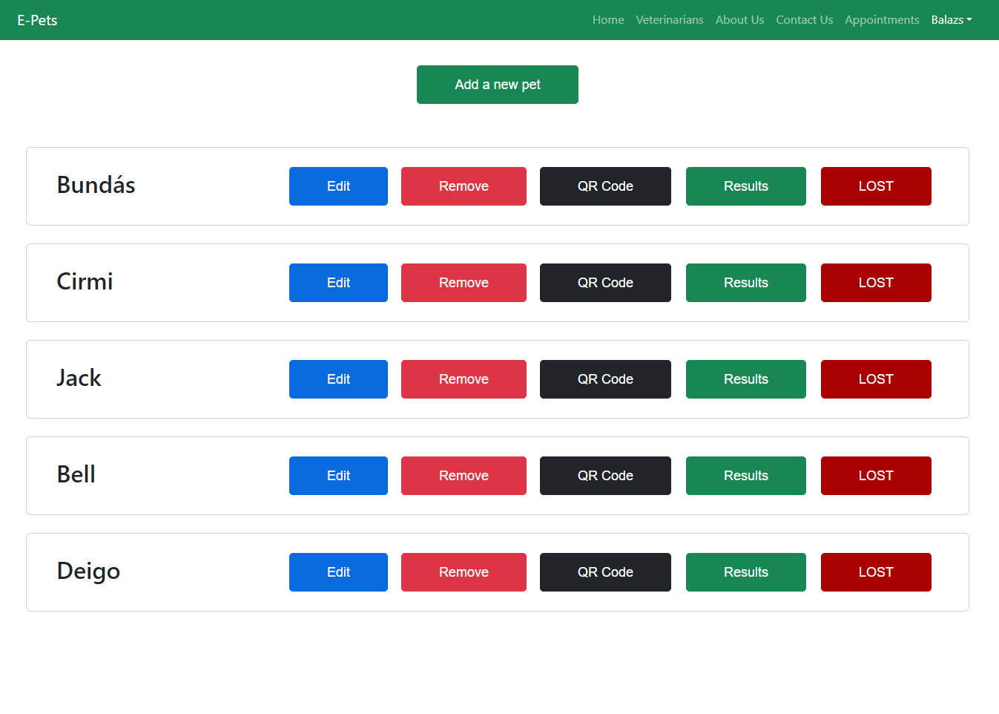 E-Pets Home Veterinarians About Us Contact Us Appointments Balazs
Add a new pet
Bundás Edit Remove QR Code Results LOST
Cirmi Edit Remove QR Code Results LOST
Jack Edit Remove QR Code Results LOST
Bell Edit Remove QR Code Results LOST
Deigo Edit Remove QR Code Results LOST